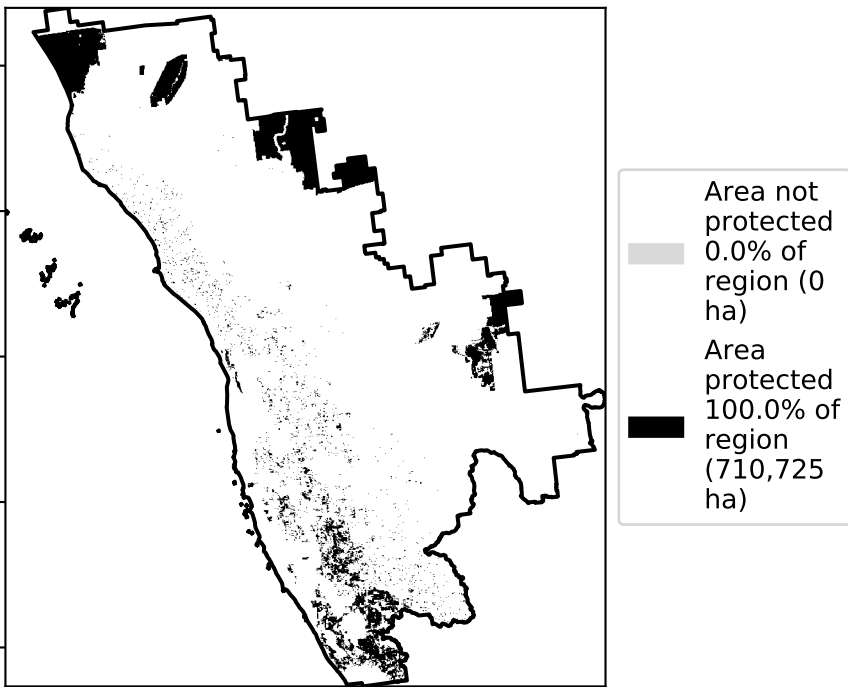 Area not
protected
0.0% of
region (0
ha)
Area
protected
100.0% of
region
(710,725
ha)